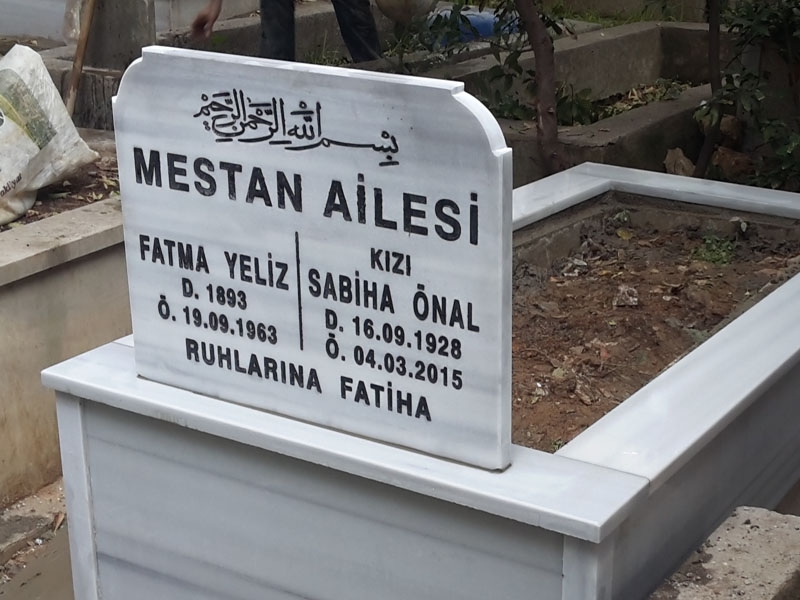 بسم الله الرحمن الرحيم
MESTAN AİLESİ
FATMA YELİZ
D. 1893
Ö. 19.09.1963
KIZI
SABİHA ÖNAL
D. 16.09.1928
Ö. 04.03.2015
RUHLARINA FATİHA